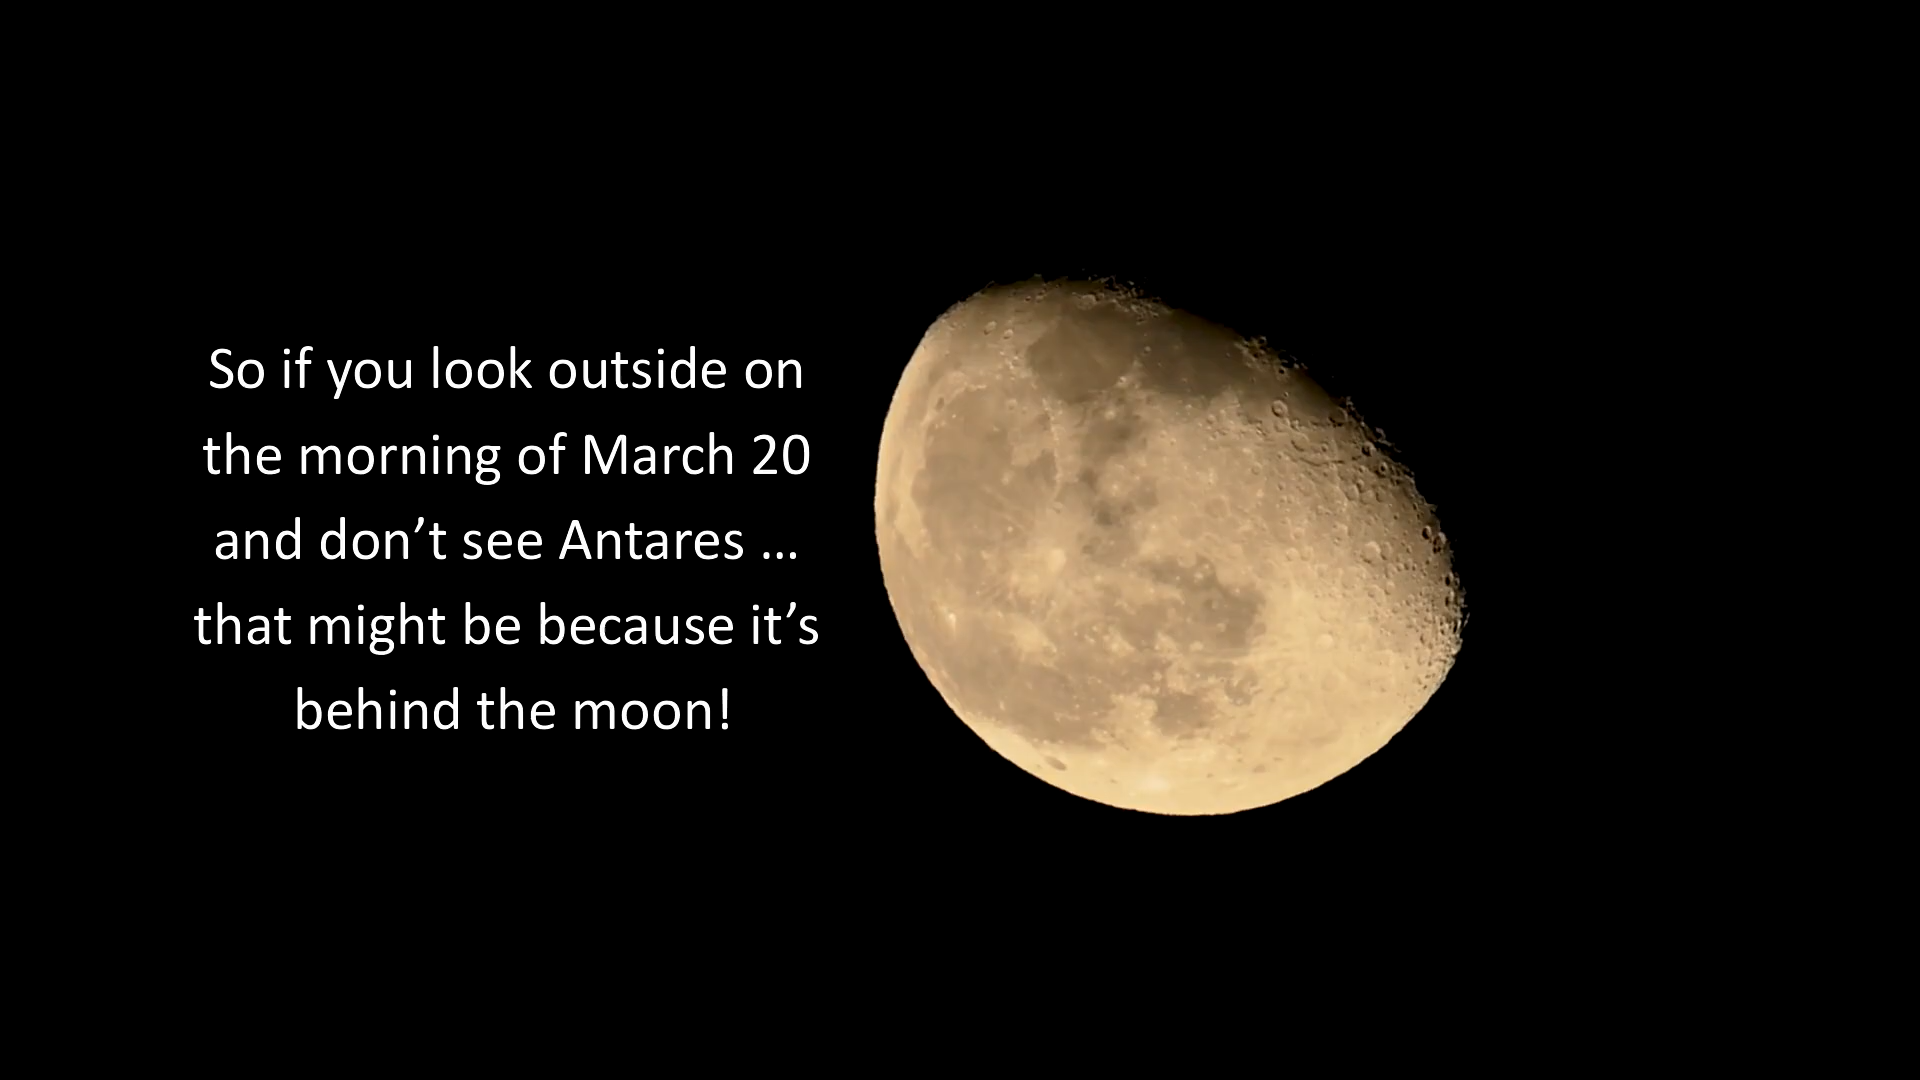 So if you look outside on
the morning of March 20
and don’t see Antares …
that might be because it’s
behind the moon!